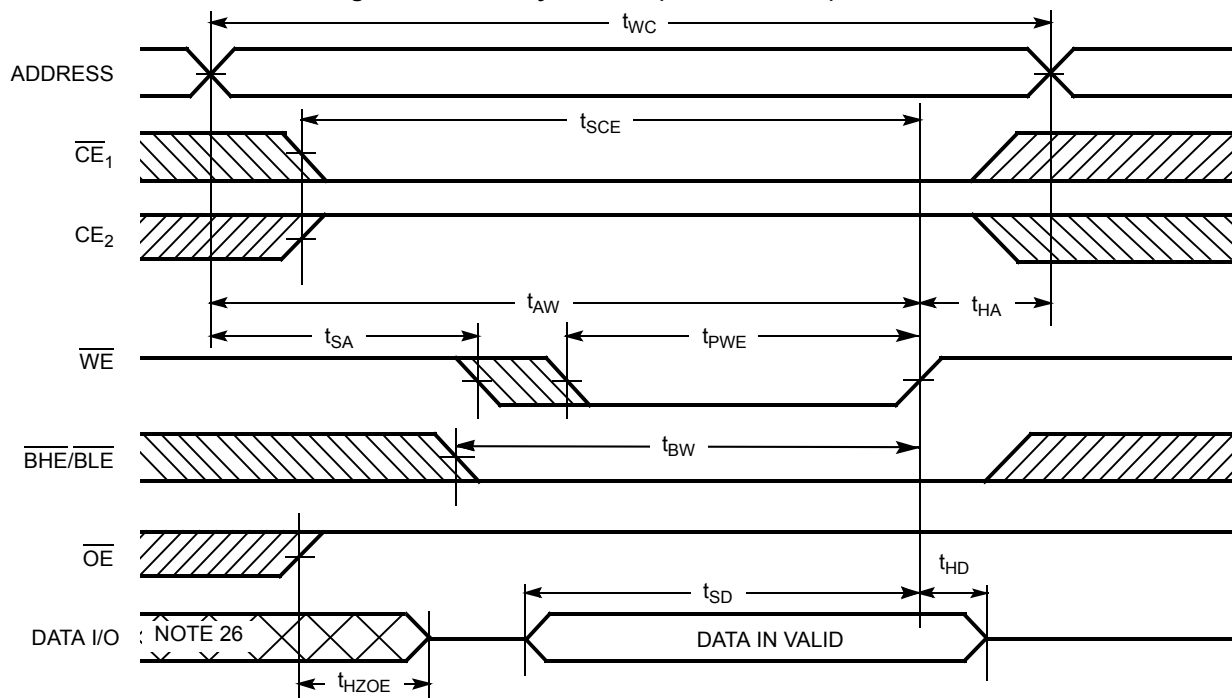 tWC
ADDRESS
tSCE
CE1
CE2
tAW
tHA
tSA
tPWE
WE
tBW
BHE/BLE
OE
tHD
tSD
DATA I/O
NOTE 26
DATA IN VALID
tHZOE